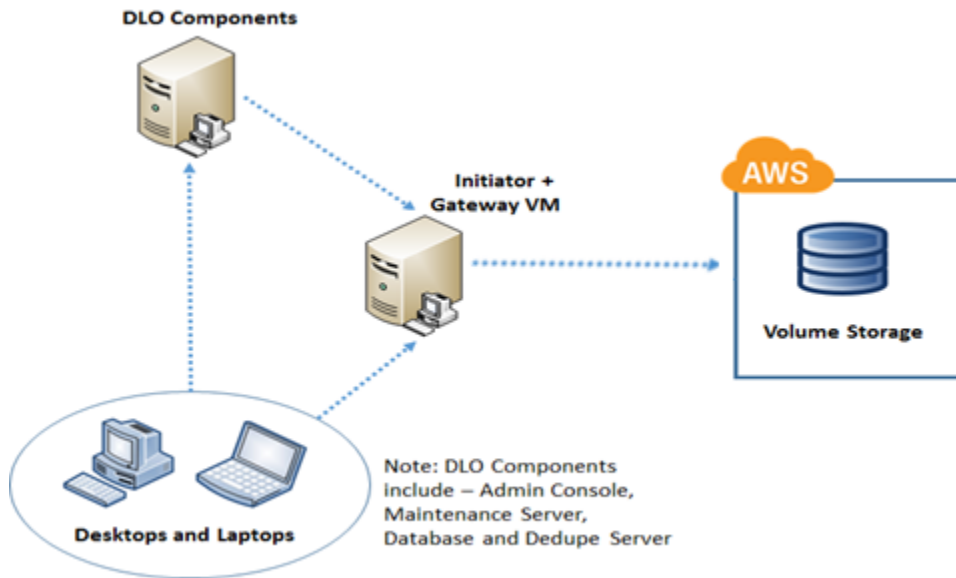 DLO Components
Initiator +
Gateway VM
AWS
Volume Storage
Desktops and Laptops
Note: DLO Components
include – Admin Console,
Maintenance Server,
Database and Dedupe Server